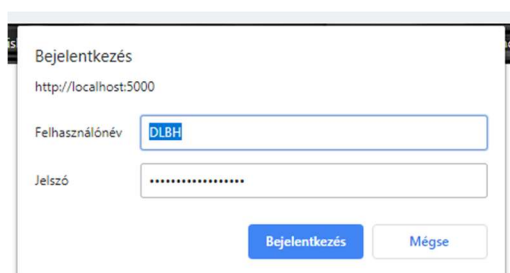 Bejelentkezés
http://localhost:5000
Felhasználónév DLBH
Jelszó ••••••••••••••••••
Bejelentkezés Mégse